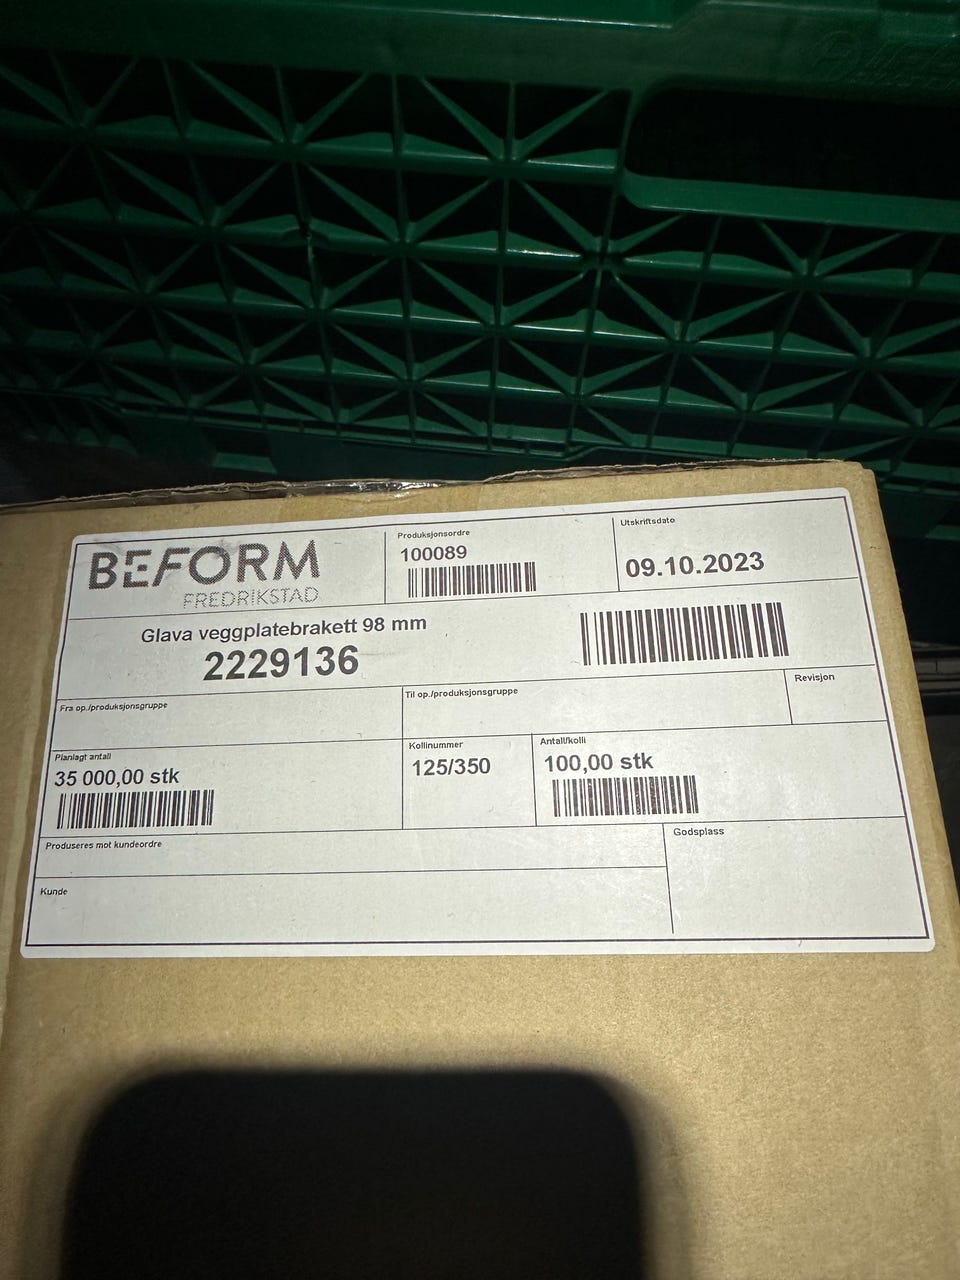 BEFORM
FREDRIKSTAD
Produksjonsordre
100089
Utskriftsdato
09.10.2023
Glava veggplatebrakett 98 mm
2229136
Fra op./produksjonsgruppe
Til op./produksjonsgruppe
Revisjon
Planlagt antall
35 000,00 stk
Kollinummer
125/350
Antall/kolli
100,00 stk
Produseres mot kundeordre
Godsplass
Kunde